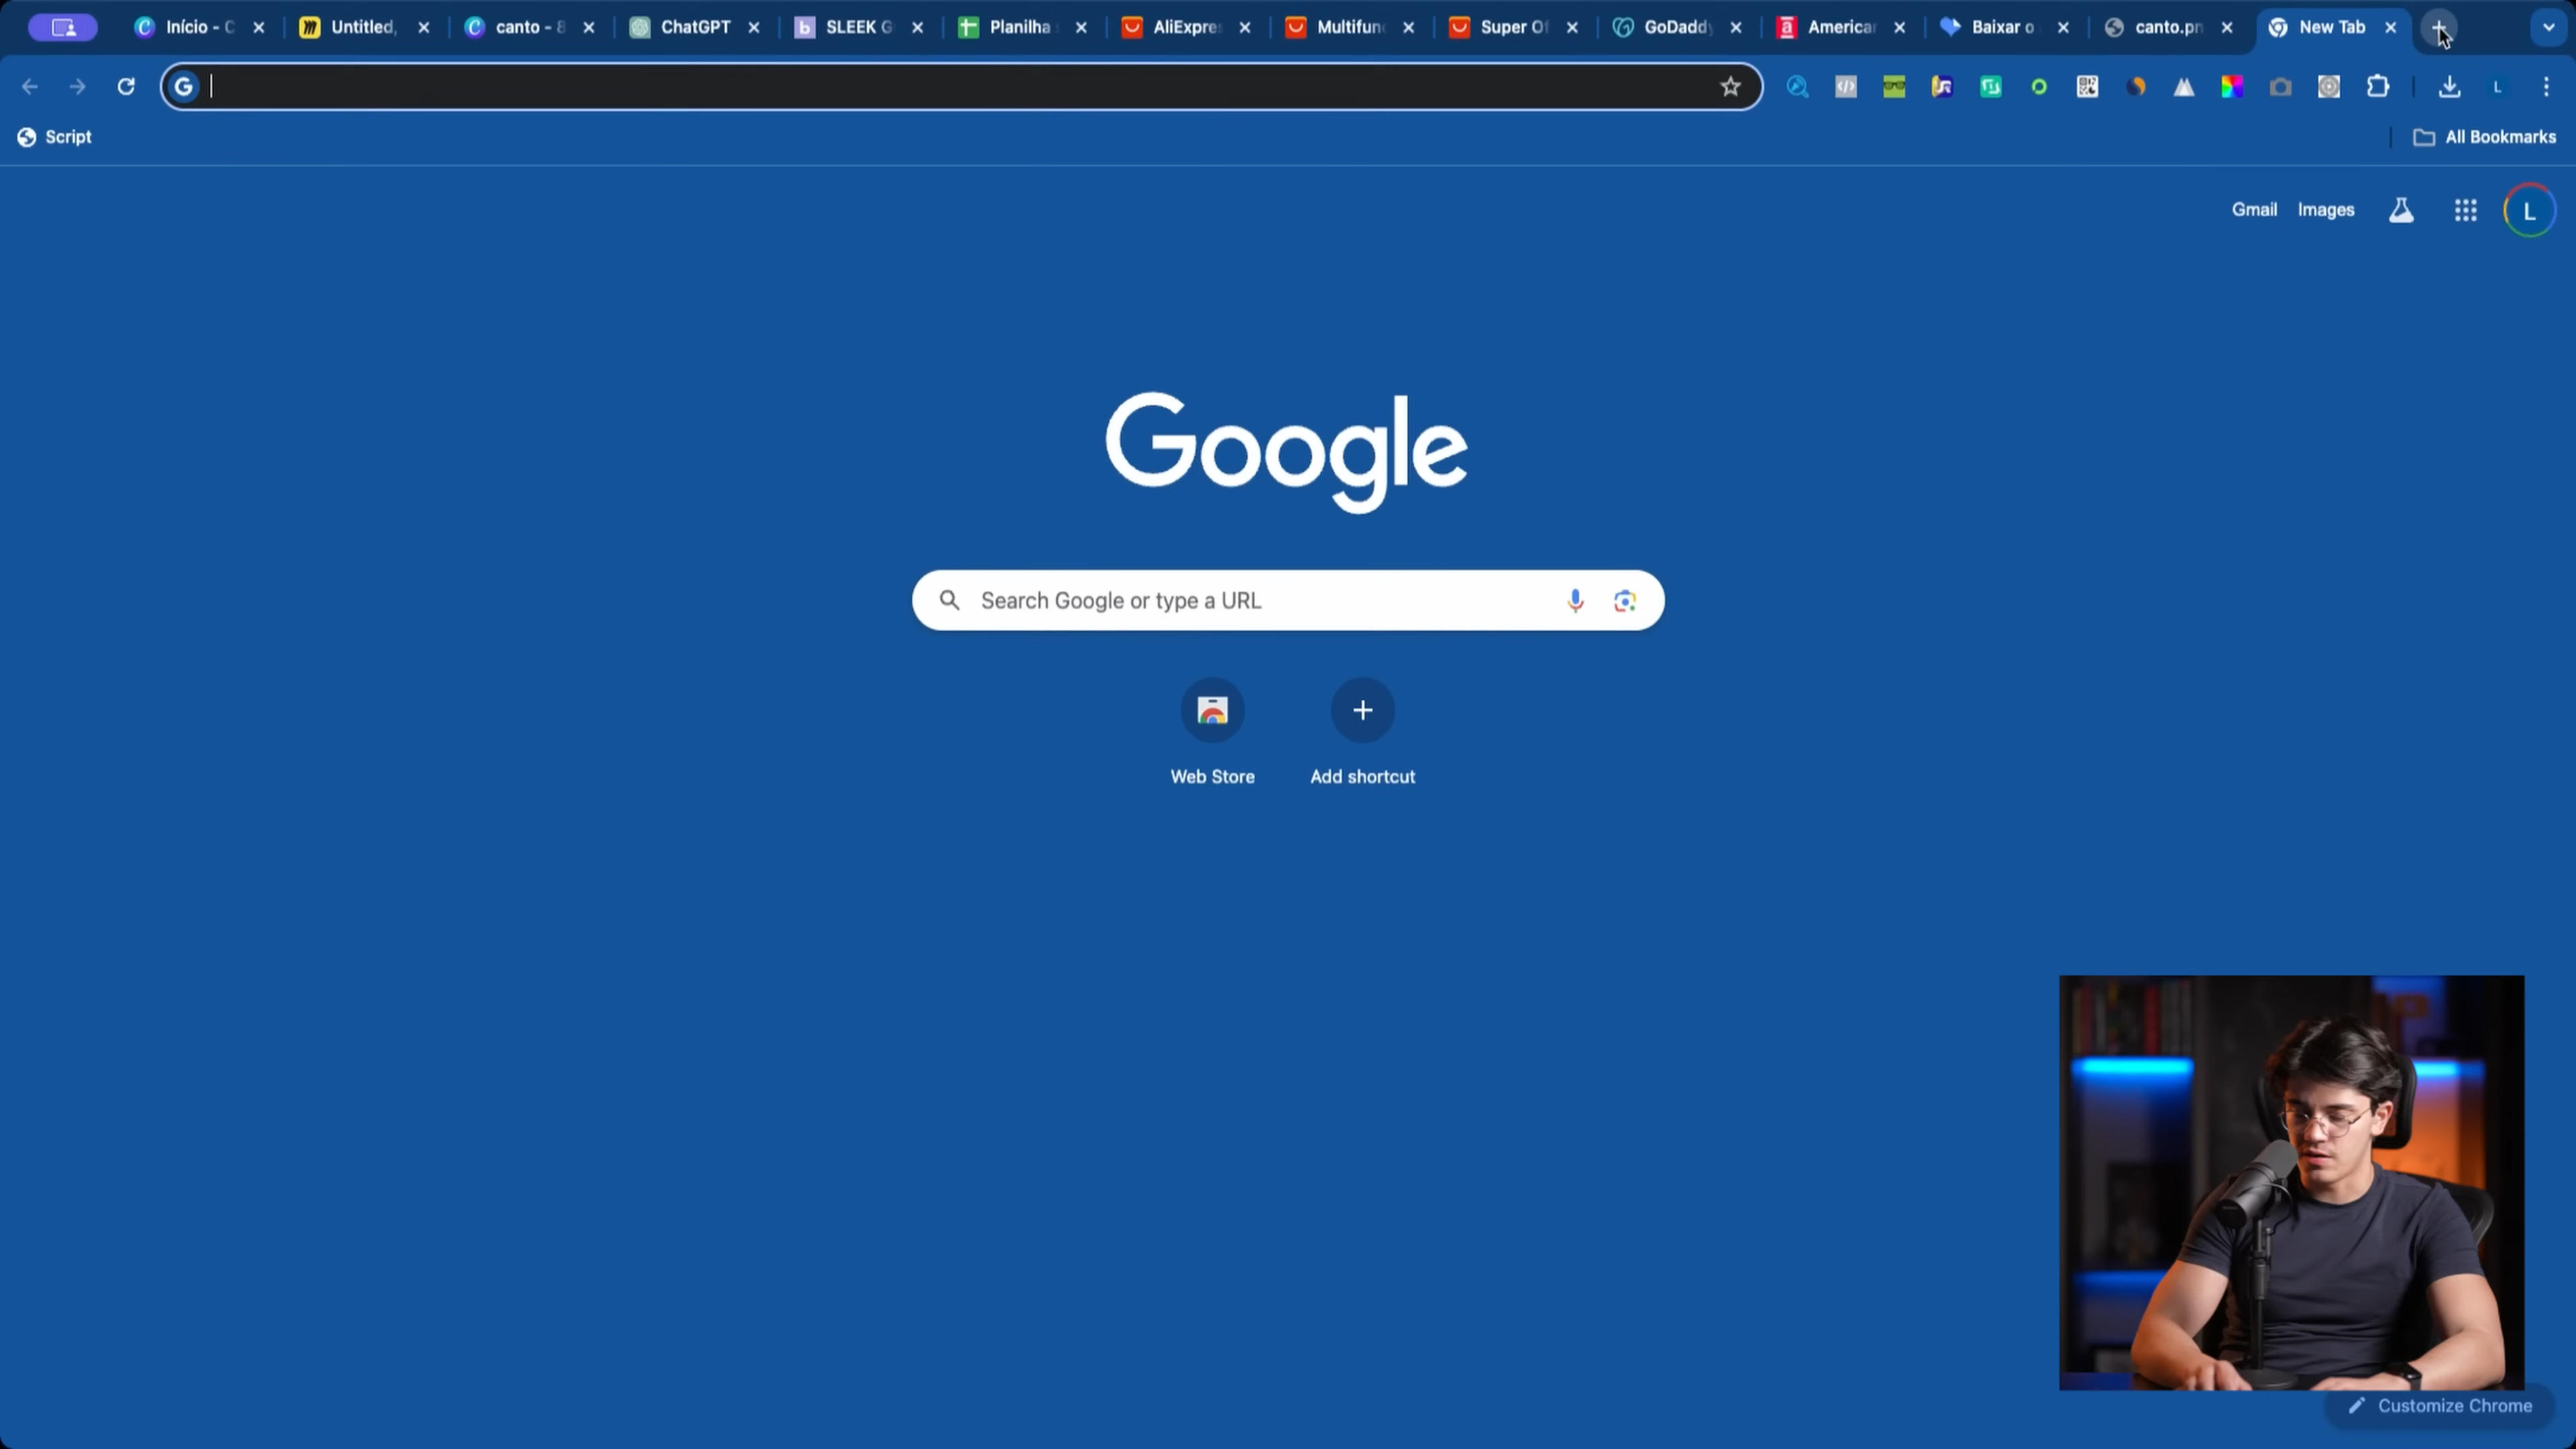 Início - C
Untitled,
canto - 8
ChatGPT
SLEEK G
Planilha
AliExpre
Multifun
Super Of
GoDadd
America
Baixar o
canto.pn
New Tab
Script
All Bookmarks
Gmail
Images
L
Google
Search Google or type a URL
Web Store
Add shortcut
Customize Chrome